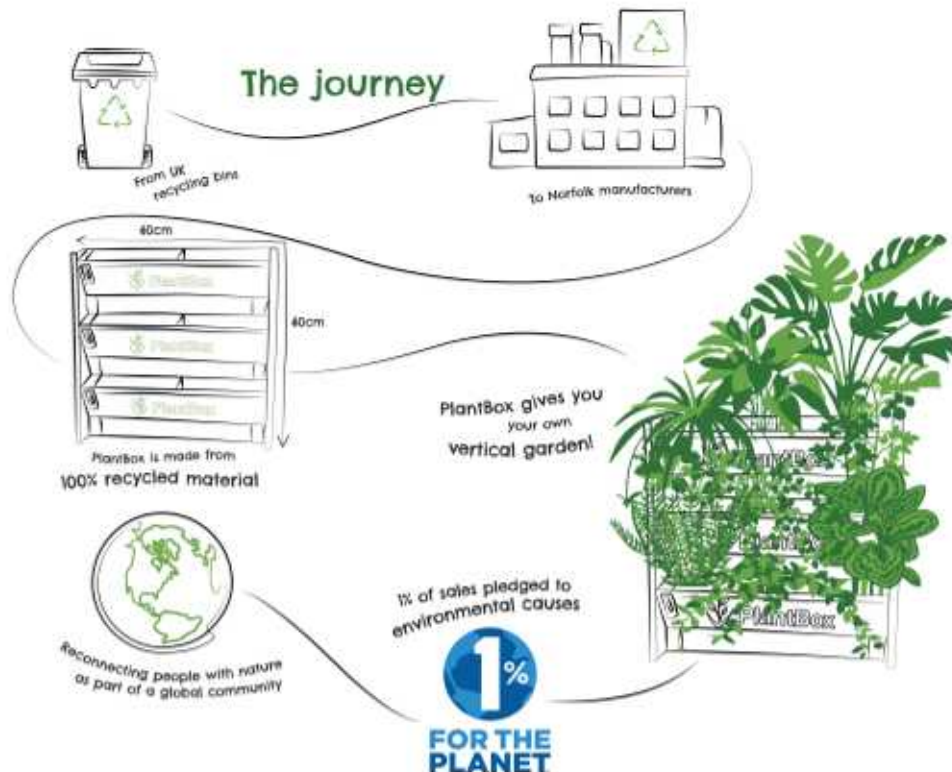 The journey
From UK
recycling bins
To Norfolk manufacturers
60cm
PlantBox
PlantBox
PlantBox
60cm
PlantBox is made from
100% recycled material
PlantBox gives you
your own
vertical garden!
PlantBox
PlantBox
PlantBox
1% of sales pledged to
environmental causes
1%
FOR THE
PLANET
Reconnecting people with nature
as part of a global community